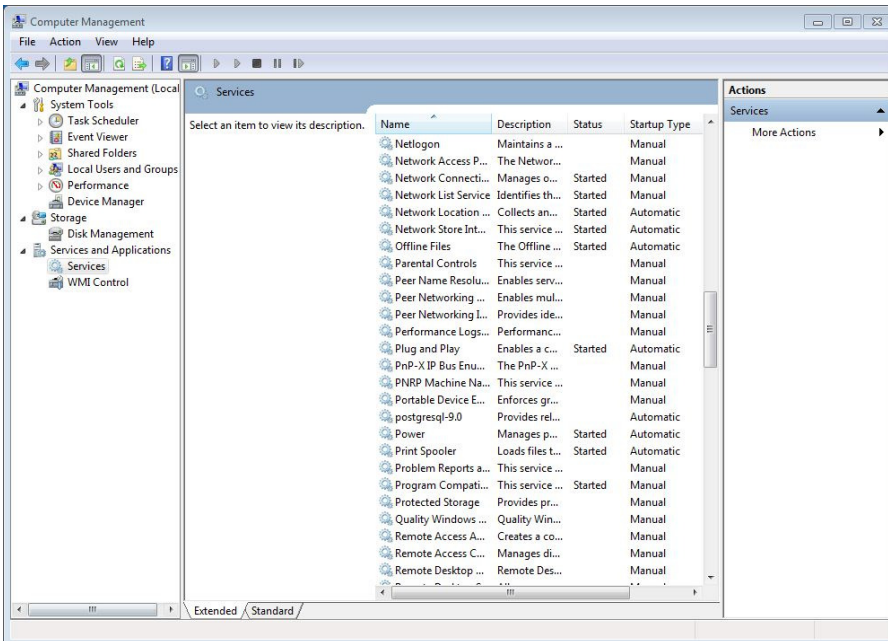 Computer Management
File Action View Help
Computer Management (Local
System Tools
Task Scheduler
Event Viewer
Shared Folders
Local Users and Groups
Performance
Device Manager
Storage
Disk Management
Services and Applications
Services
WMI Control
Services
Select an item to view its description.
Name Description Status Startup Type
Netlogon Maintains a ... Manual
Network Access P... The Networ... Manual
Network Connecti... Manages o... Started Manual
Network List Service Identifies th... Started Manual
Network Location ... Collects an... Started Automatic
Network Store Int... This service ... Started Automatic
Offline Files The Offline ... Started Automatic
Parental Controls This service ... Manual
Peer Name Resolu... Enables serv... Manual
Peer Networking ... Enables mul... Manual
Peer Networking I... Provides ide... Manual
Performance Logs... Performanc... Manual
Plug and Play Enables a c... Started Automatic
PnP-X IP Bus Enu... The PnP-X ... Manual
PNRP Machine Na... This service ... Manual
Portable Device E... Enforces gr... Manual
postgresql-9.0 Provides rel... Automatic
Power Manages p... Started Automatic
Print Spooler Loads files t... Started Automatic
Problem Reports a... This service ... Manual
Program Compati... This service ... Started Manual
Protected Storage Provides pr... Manual
Quality Windows ... Quality Win... Manual
Remote Access A... Creates a co... Manual
Remote Access C... Manages di... Manual
Remote Desktop ... Remote Des... Manual
Extended Standard
Actions
Services
More Actions